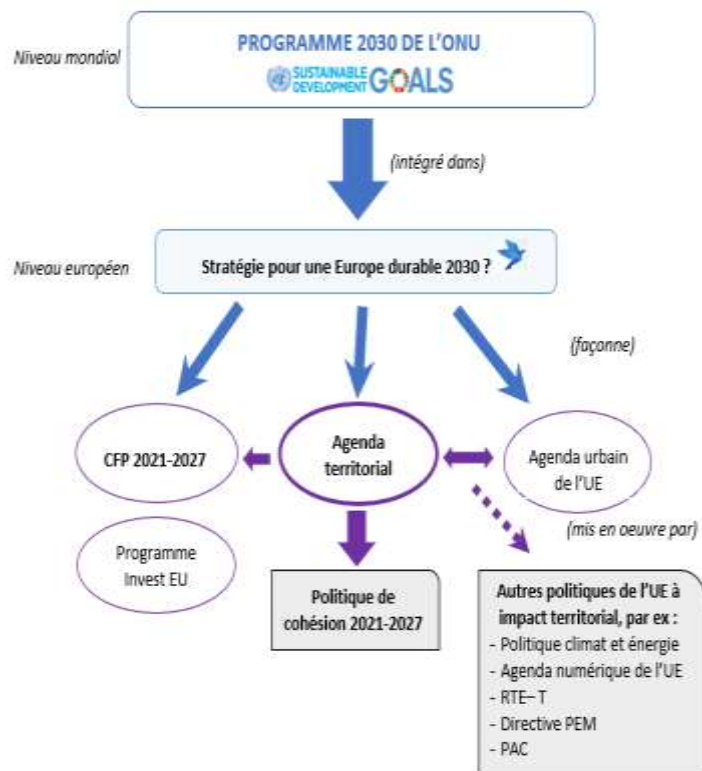 Niveau mondial
PROGRAMME 2030 DE L'ONU
SUSTAINABLE
DEVELOPMENT
GOALS
(intégré dans)
Niveau européen
Stratégie pour une Europe durable 2030 ?
(façonne)
CFP 2021-2027
Agenda
territorial
Agenda urbain
de l'UE
Programme
Invest EU
(mis en oeuvre par)
Politique de
cohésion 2021-2027
Autres politiques de l'UE à
impact territorial, par ex :
- Politique climat et énergie
- Agenda numérique de l'UE
- RTE– T
- Directive PEM
- PAC